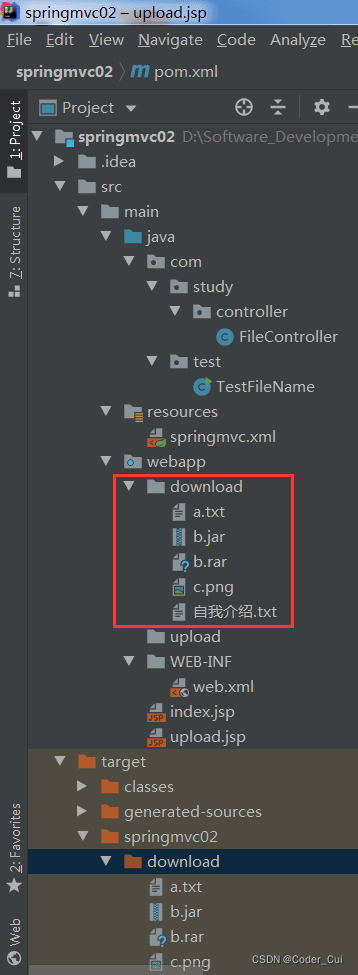 springmvc02 – upload.jsp
File Edit View Navigate Code Analyze Re
springmvc02 pom.xml
Project
springmvc02 D:\Software_Developme
.idea
src
main
java
com
study
controller
FileController
test
TestFileName
resources
springmvc.xml
webapp
download
a.txt
b.jar
b.rar
c.png
自我介绍.txt
upload
WEB-INF
web.xml
index.jsp
upload.jsp
target
classes
generated-sources
springmvc02
download
a.txt
b.jar
b.rar
c.png
1: Project
7: Structure
2: Favorites
Web
CSDN @Coder_Cui